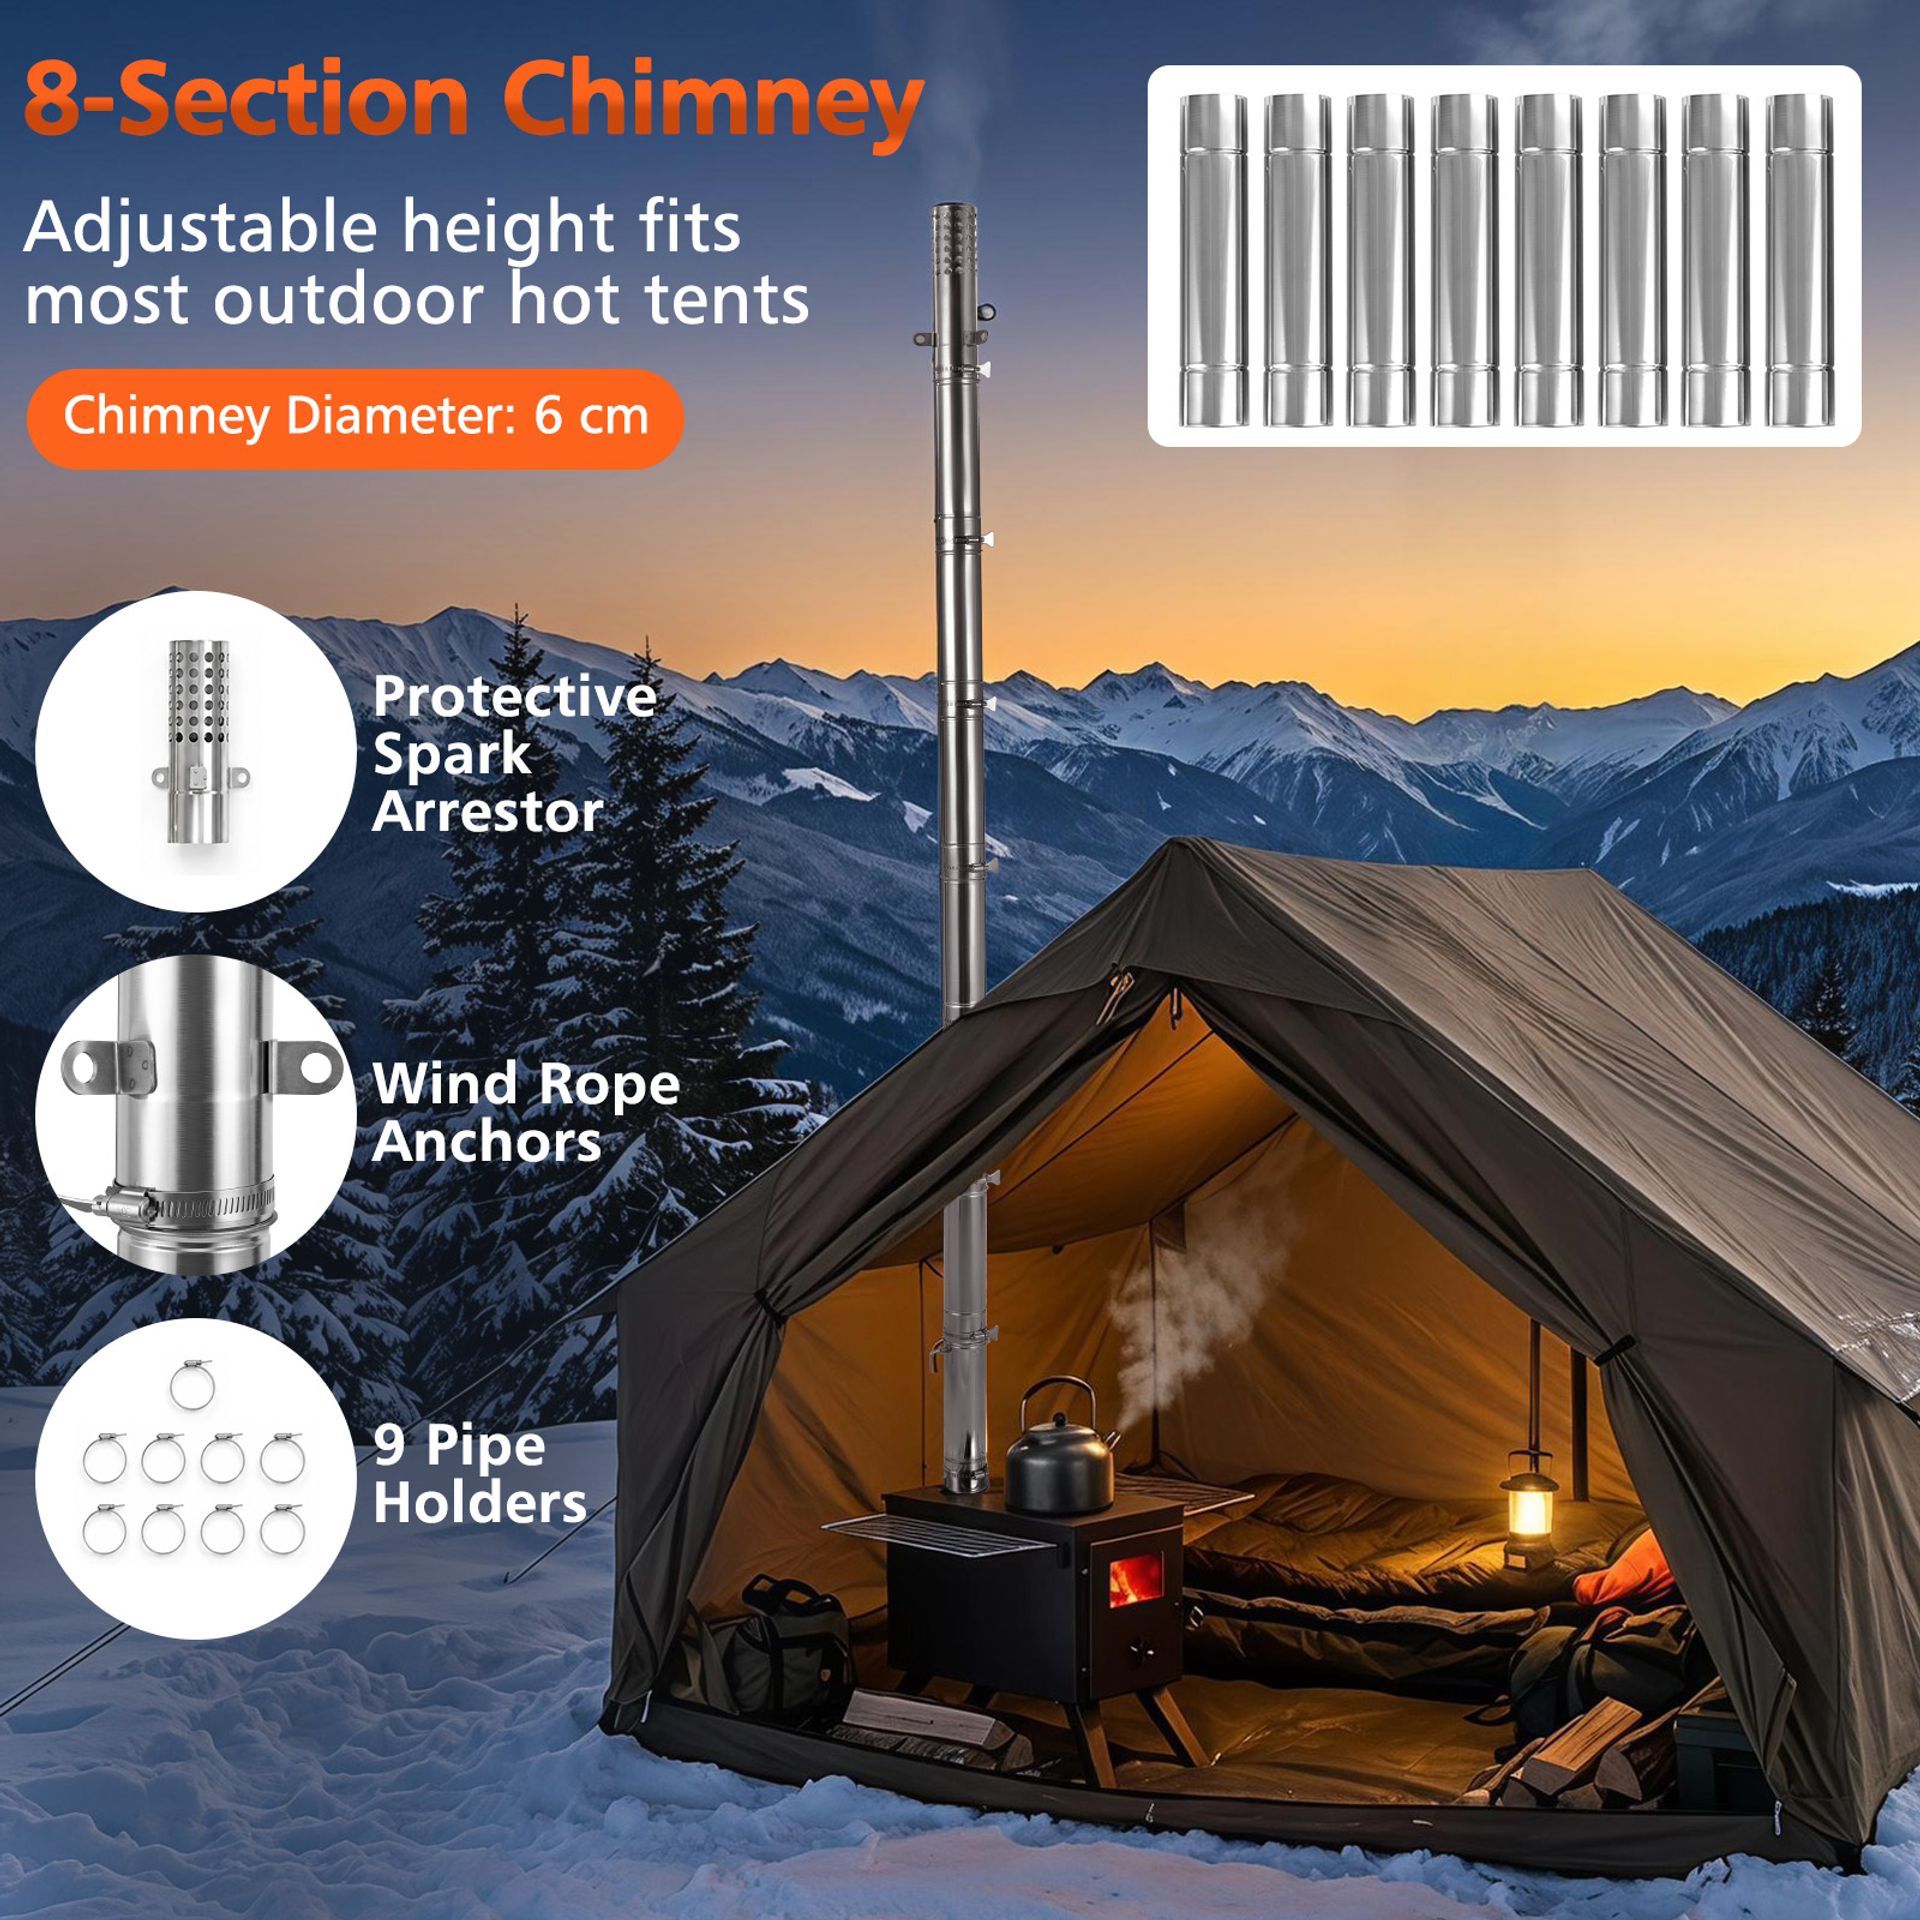 8-Section Chimney
Adjustable height fits
most outdoor hot tents
Chimney Diameter: 6 cm
Protective
Spark
Arrestor
Wind Rope
Anchors
9 Pipe
Holders